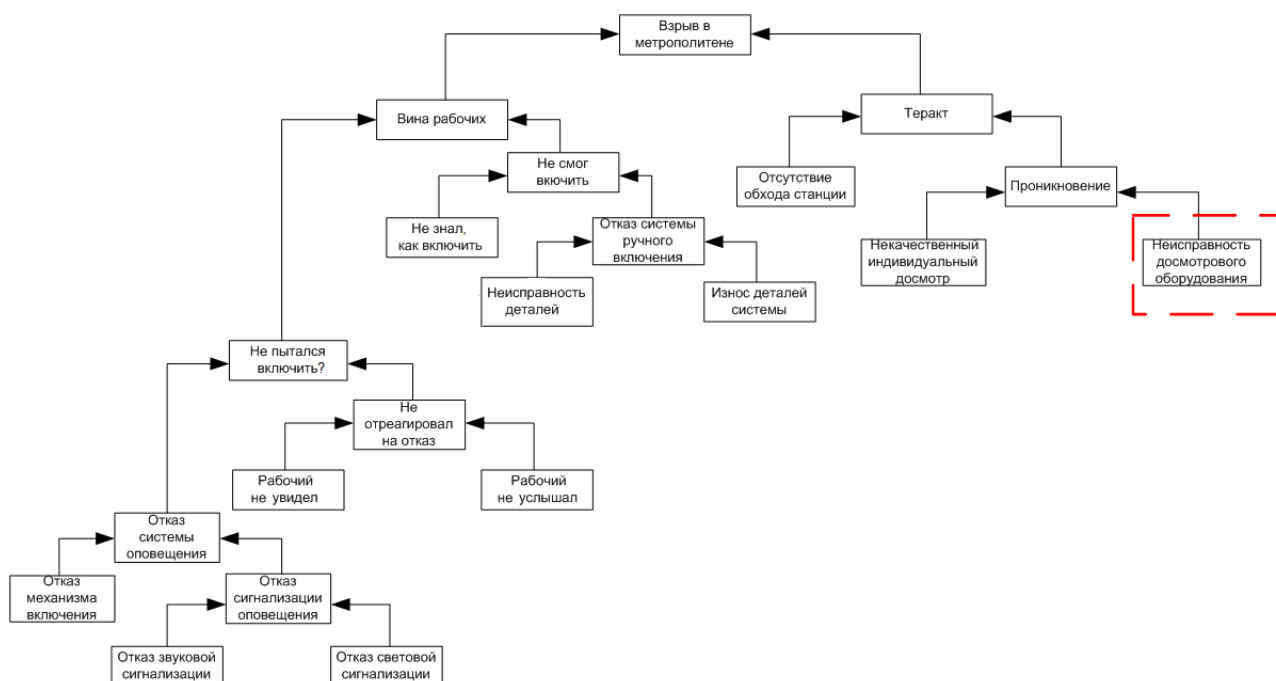 Взрыв в
метрополитене
Вина рабочих
Теракт
Не смог
вкючить
Отсутствие
обхода станции
Проникновение
Не знал,
как включить
Отказ системы
ручного
включения
Некачественный
индивидуальный
досмотр
Неисправность
досмотрового
оборудования
Неисправность
деталей
Износ деталей
системы
Не пытался
включить?
Не
отреагировал
на отказ
Рабочий
не увидел
Рабочий
не услышал
Отказ
системы
оповещения
Отказ
механизма
включения
Отказ
сигнализации
оповещения
Отказ звуковой
сигнализации
Отказ световой
сигнализации